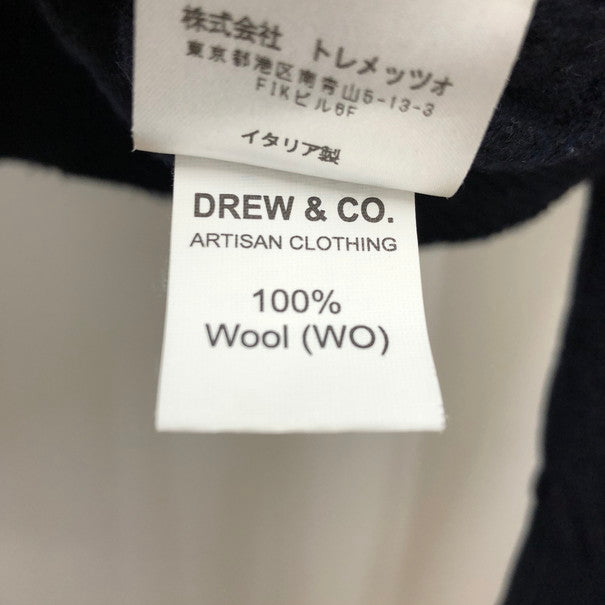 株式会社 トレメッツォ
東京都港区南青山5-13-3
FIKビル6F
イタリア製
DREW & CO.
ARTISAN CLOTHING
100%
Wool (WO)